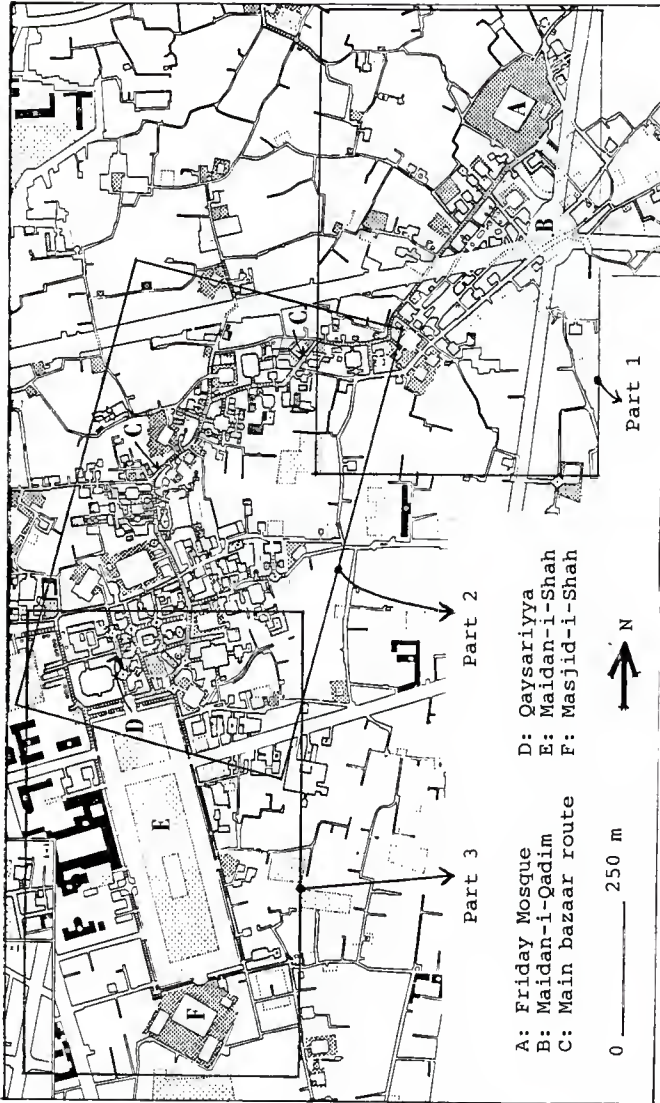 A
B
C
C
D
E
F
Part 1
Part 2
Part 3
A: Friday Mosque
B: Maidan-i-Qadim
C: Main bazaar route
D: Qaysariyya
E: Maidan-i-Shah
F: Masjid-i-Shah
0 250 m
N